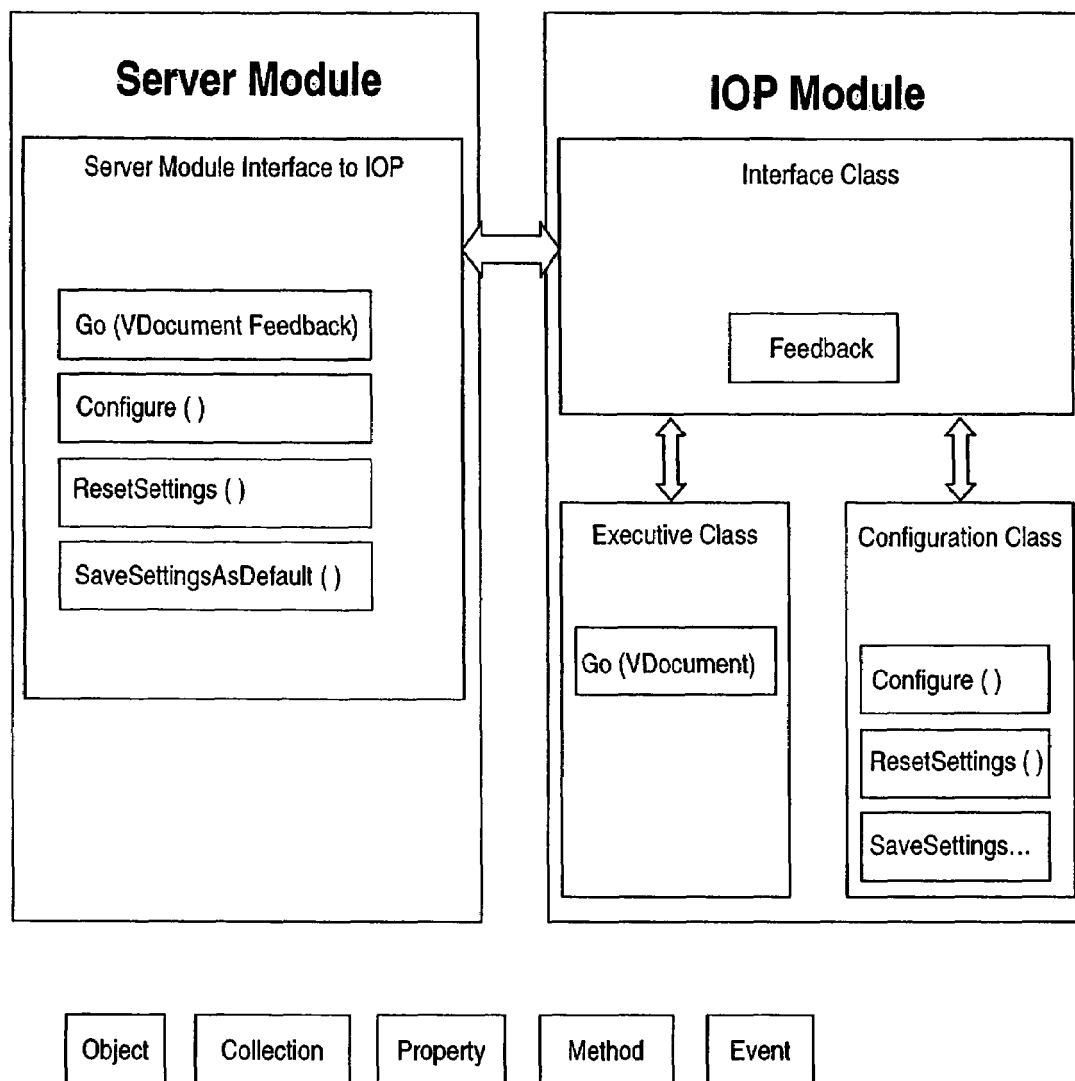 Server Module
Server Module Interface to IOP
Go (VDocument Feedback)
Configure ( )
ResetSettings ( )
SaveSettingsAsDefault ( )
IOP Module
Interface Class
Feedback
Executive Class
Go (VDocument)
Configuration Class
Configure ( )
ResetSettings ( )
SaveSettings...
Object
Collection
Property
Method
Event